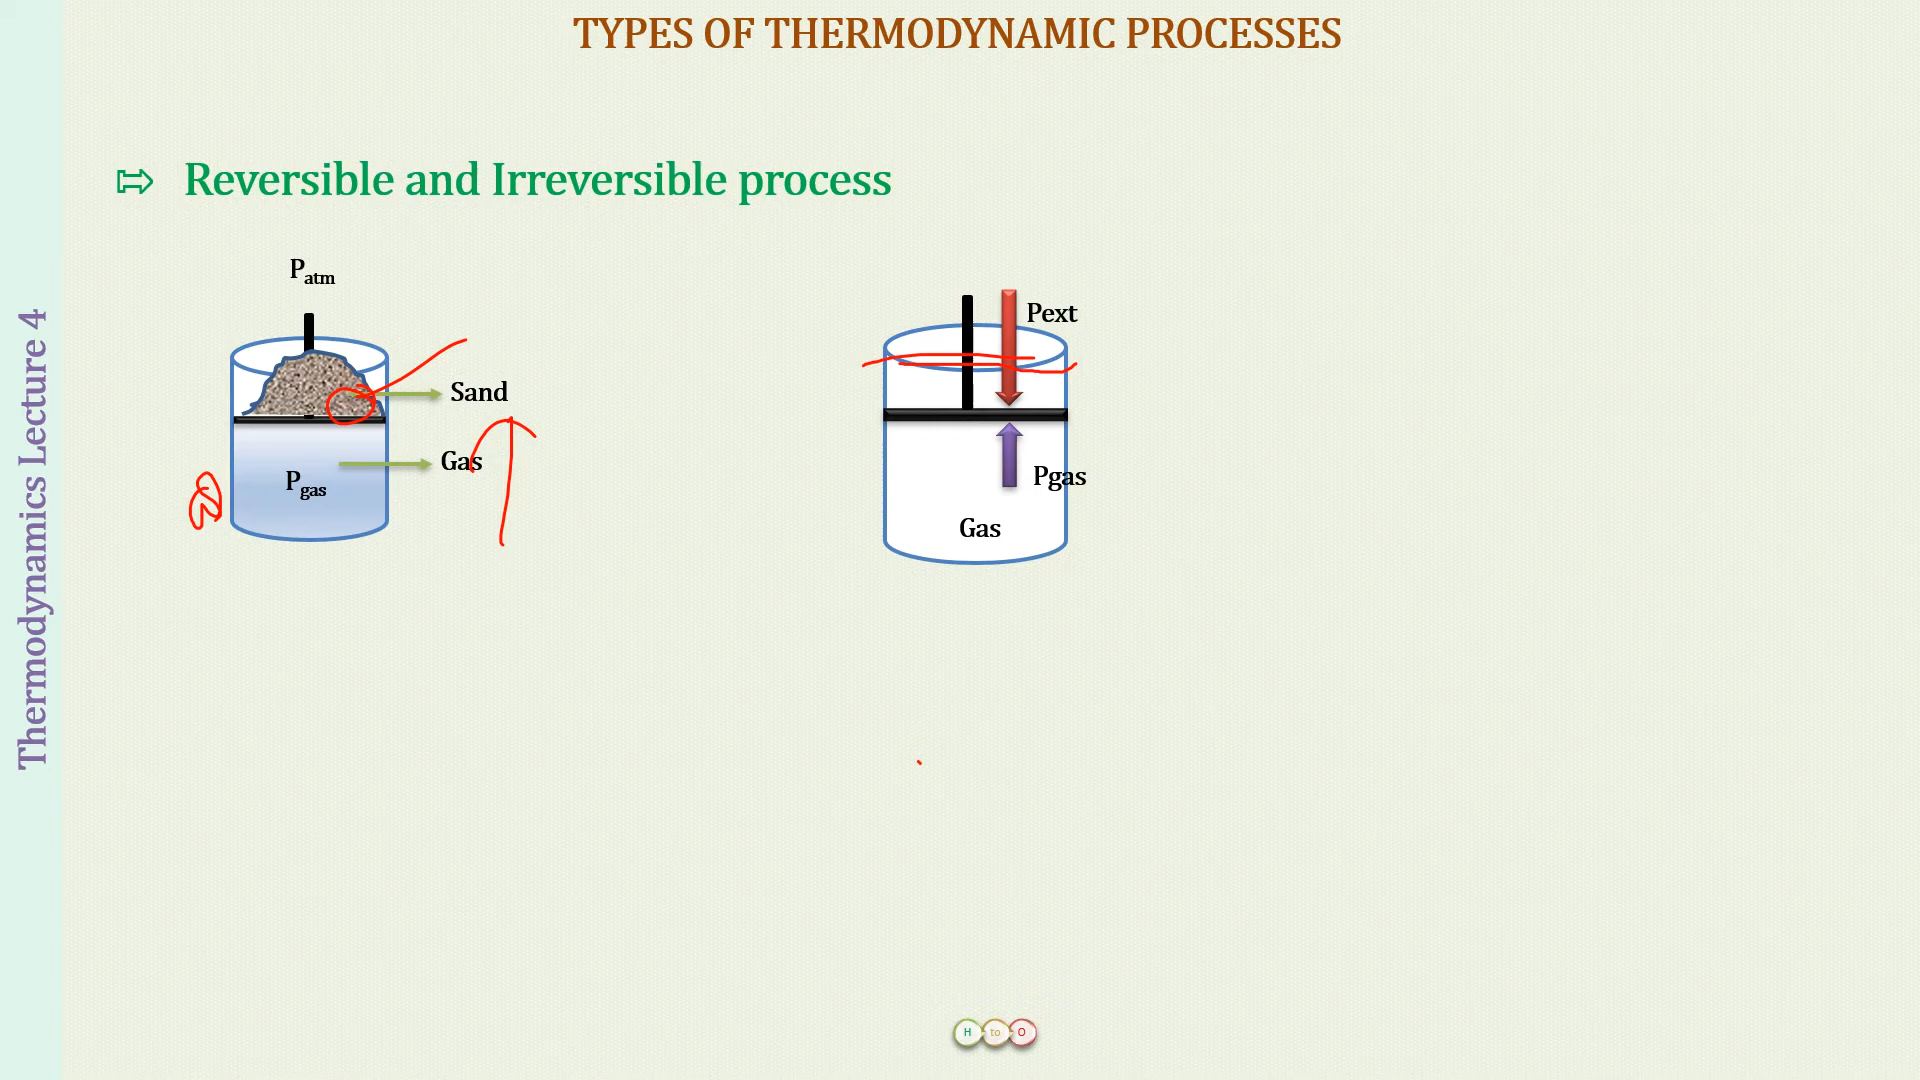 TYPES OF THERMODYNAMIC PROCESSES
Thermodynamics Lecture 4
⇨ Reversible and Irreversible process
Patm
Sand
Gas
Pgas
Pext
Pgas
Gas
H to O